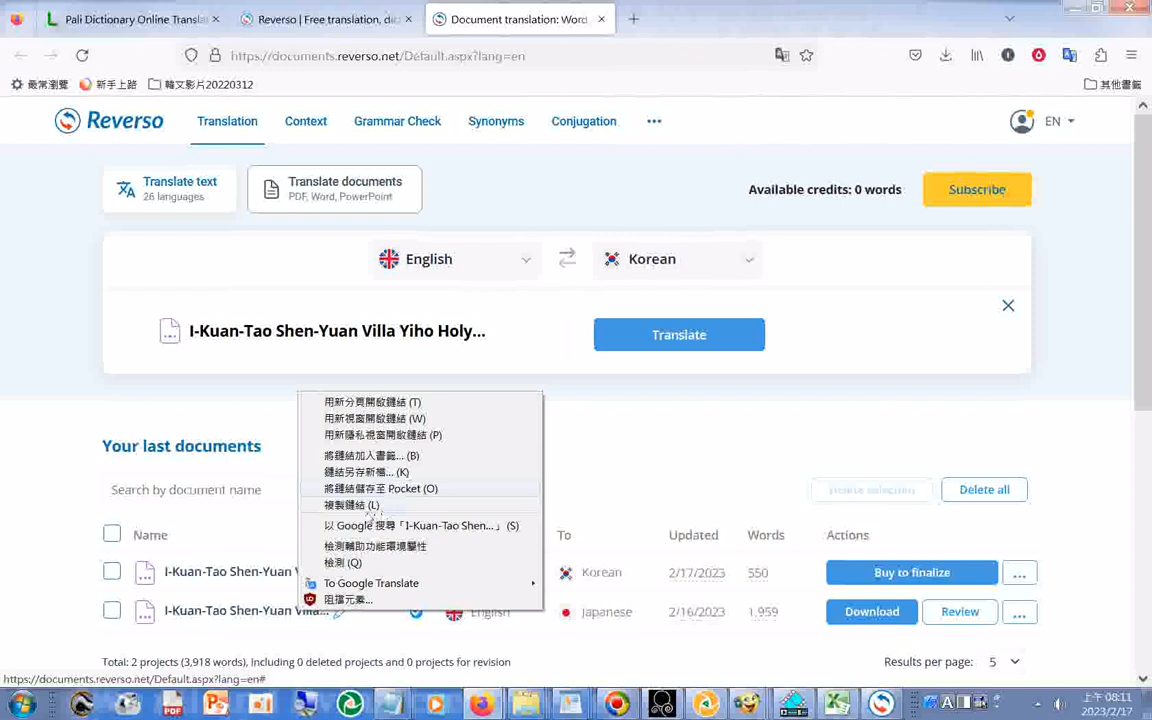 Pali Dictionary Online Transla
Reverso | Free translation, dic
Document translation: Word
https://documents.reverso.net/Default.aspx?lang=en
最常瀏覽
新手上路
韓文影片20220312
其他書籤
Reverso
Translation
Context
Grammar Check
Synonyms
Conjugation
EN
Translate text
26 languages
Translate documents
PDF, Word, PowerPoint
Available credits: 0 words
Subscribe
English
Korean
I-Kuan-Tao Shen-Yuan Villa Yiho Holy...
Translate
用新分頁開啟鏈結 (T)
用新視窗開啟鏈結 (W)
用新隱私視窗開啟鏈結 (P)
將鏈結加入書籤... (B)
鏈結另存新檔... (K)
將鏈結儲存至 Pocket (O)
複製鏈結 (L)
以 Google 搜尋「I-Kuan-Tao Shen...」 (S)
檢測輔助功能環境屬性
檢測 (Q)
To Google Translate
阻擋元素...
Your last documents
Search by document name
Delete selection
Delete all
Name
To
Updated
Words
Actions
I-Kuan-Tao Shen-Yuan V
Korean
2/17/2023
550
Buy to finalize
...
I-Kuan-Tao Shen-Yuan Villa...
English
Japanese
2/16/2023
1,959
Download
Review
...
Total: 2 projects (3,918 words), Including 0 deleted projects and 0 projects for revision
Results per page: 5
https://documents.reverso.net/Default.aspx?lang=en#
上午 08:11
2023/2/17